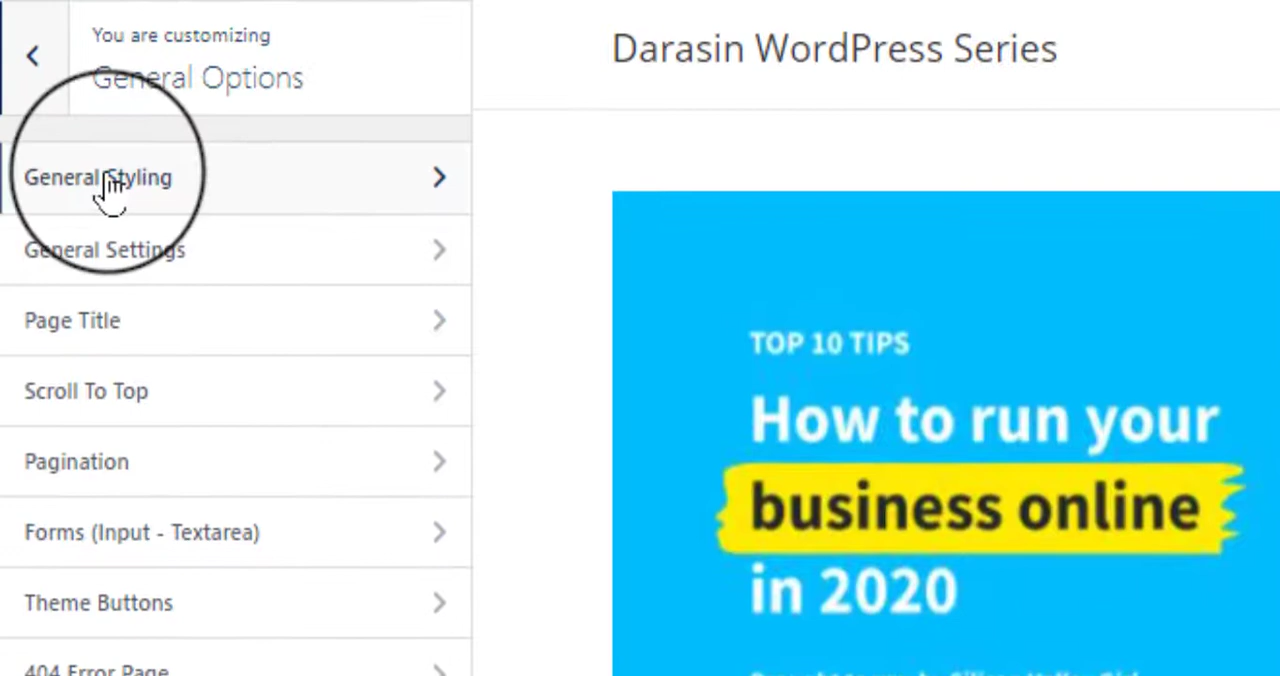 You are customizing
General Options
General Styling
General Settings
Page Title
Scroll To Top
Pagination
Forms (Input - Textarea)
Theme Buttons
404 Error Page
Darasin WordPress Series
TOP 10 TIPS
How to run your
business online
in 2020